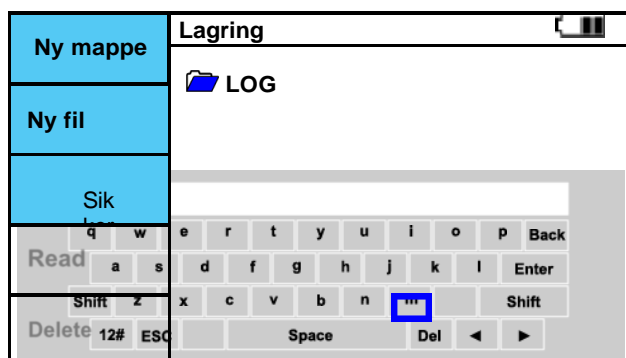 Ny mappe
Lagring
LOG
Ny fil
Sik
q w e r t y u i o p Back
Read
a s d f g h j k l Enter
Shift z x c v b n m Shift
Delete
12# ESC Space Del ◄ ►